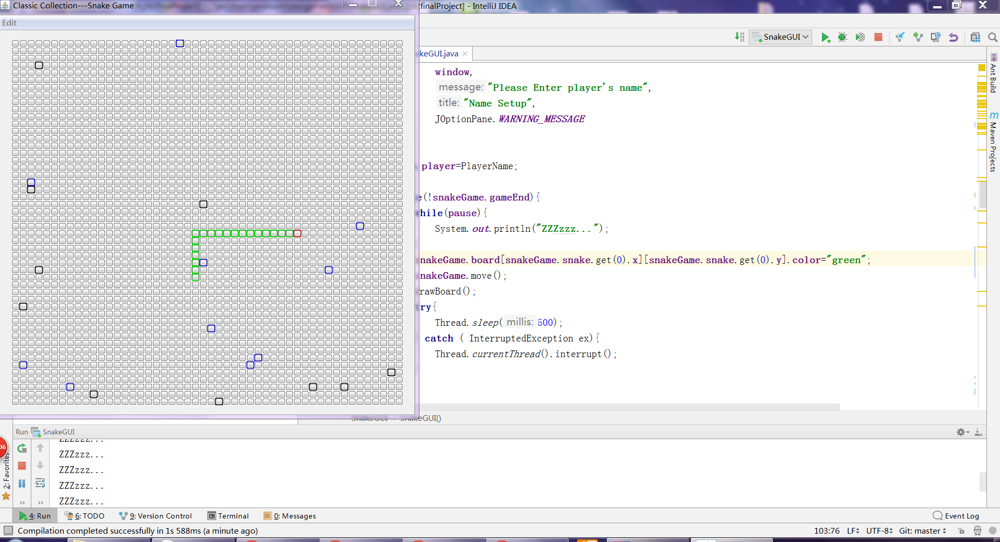 Classic Collection---Snake Game
finalProject] - IntelliJ IDEA
Edit
SnakeGUI
keGUI.java
window,
message: "Please Enter player's name",
title: "Name Setup",
JOptionPane.WARNING_MESSAGE
player=PlayerName;
(!snakeGame.gameEnd){
hile(pause){
System.out.println("ZZZzzz...");
nakeGame.board[snakeGame.snake.get(0).x][snakeGame.snake.get(0).y].color="green";
nakeGame.move();
rawBoard();
ry{
Thread.sleep( millis: 500);
catch ( InterruptedException ex){
Thread.currentThread().interrupt();
Ant Build
Maven Projects
SnakeGUI
SnakeGUI()
Run SnakeGUI
ZZZzzz...
ZZZzzz...
ZZZzzz...
ZZZzzz...
ZZZzzz...
36
2: Favorites
4: Run
6: TODO
9: Version Control
Terminal
0: Messages
Event Log
Compilation completed successfully in 1s 588ms (a minute ago)
103:76
LF
UTF-8
Git: master